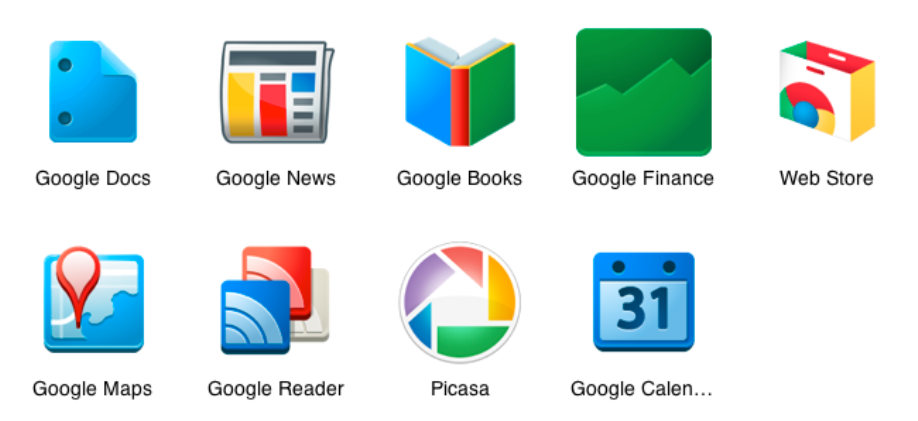 Google Docs
Google News
Google Books
Google Finance
Web Store
31
Google Maps
Google Reader
Picasa
Google Calen...